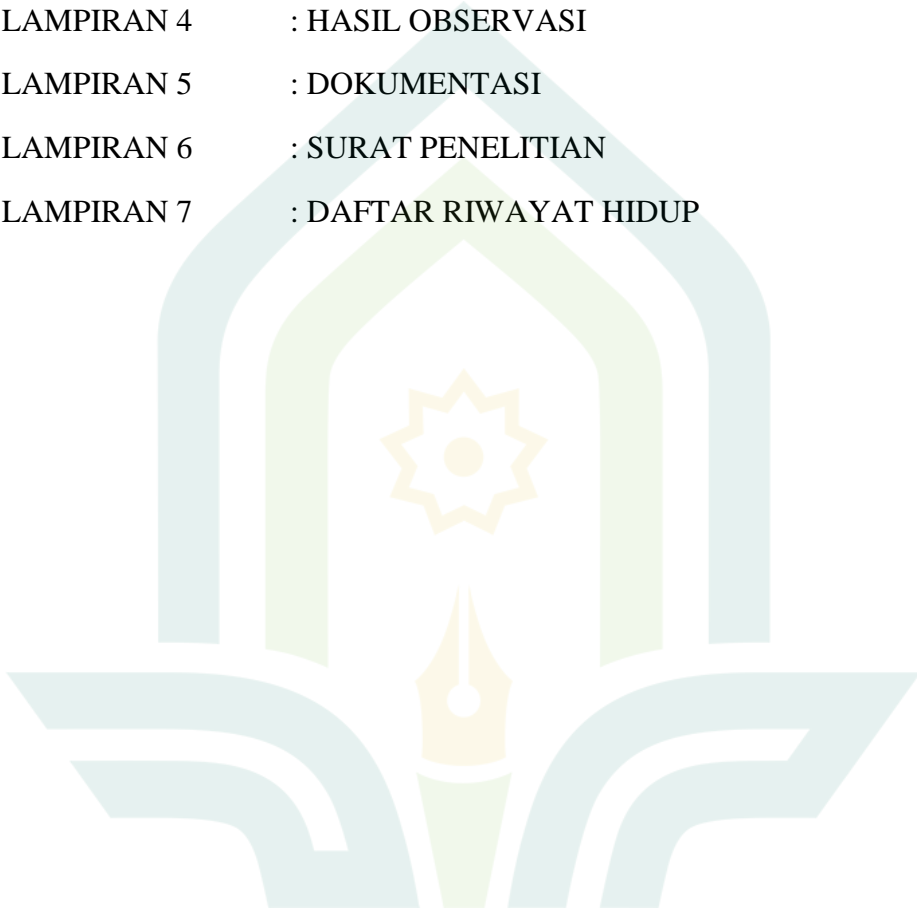 LAMPIRAN 4 : HASIL OBSERVASI
LAMPIRAN 5 : DOKUMENTASI
LAMPIRAN 6 : SURAT PENELITIAN
LAMPIRAN 7 : DAFTAR RIWAYAT HIDUP